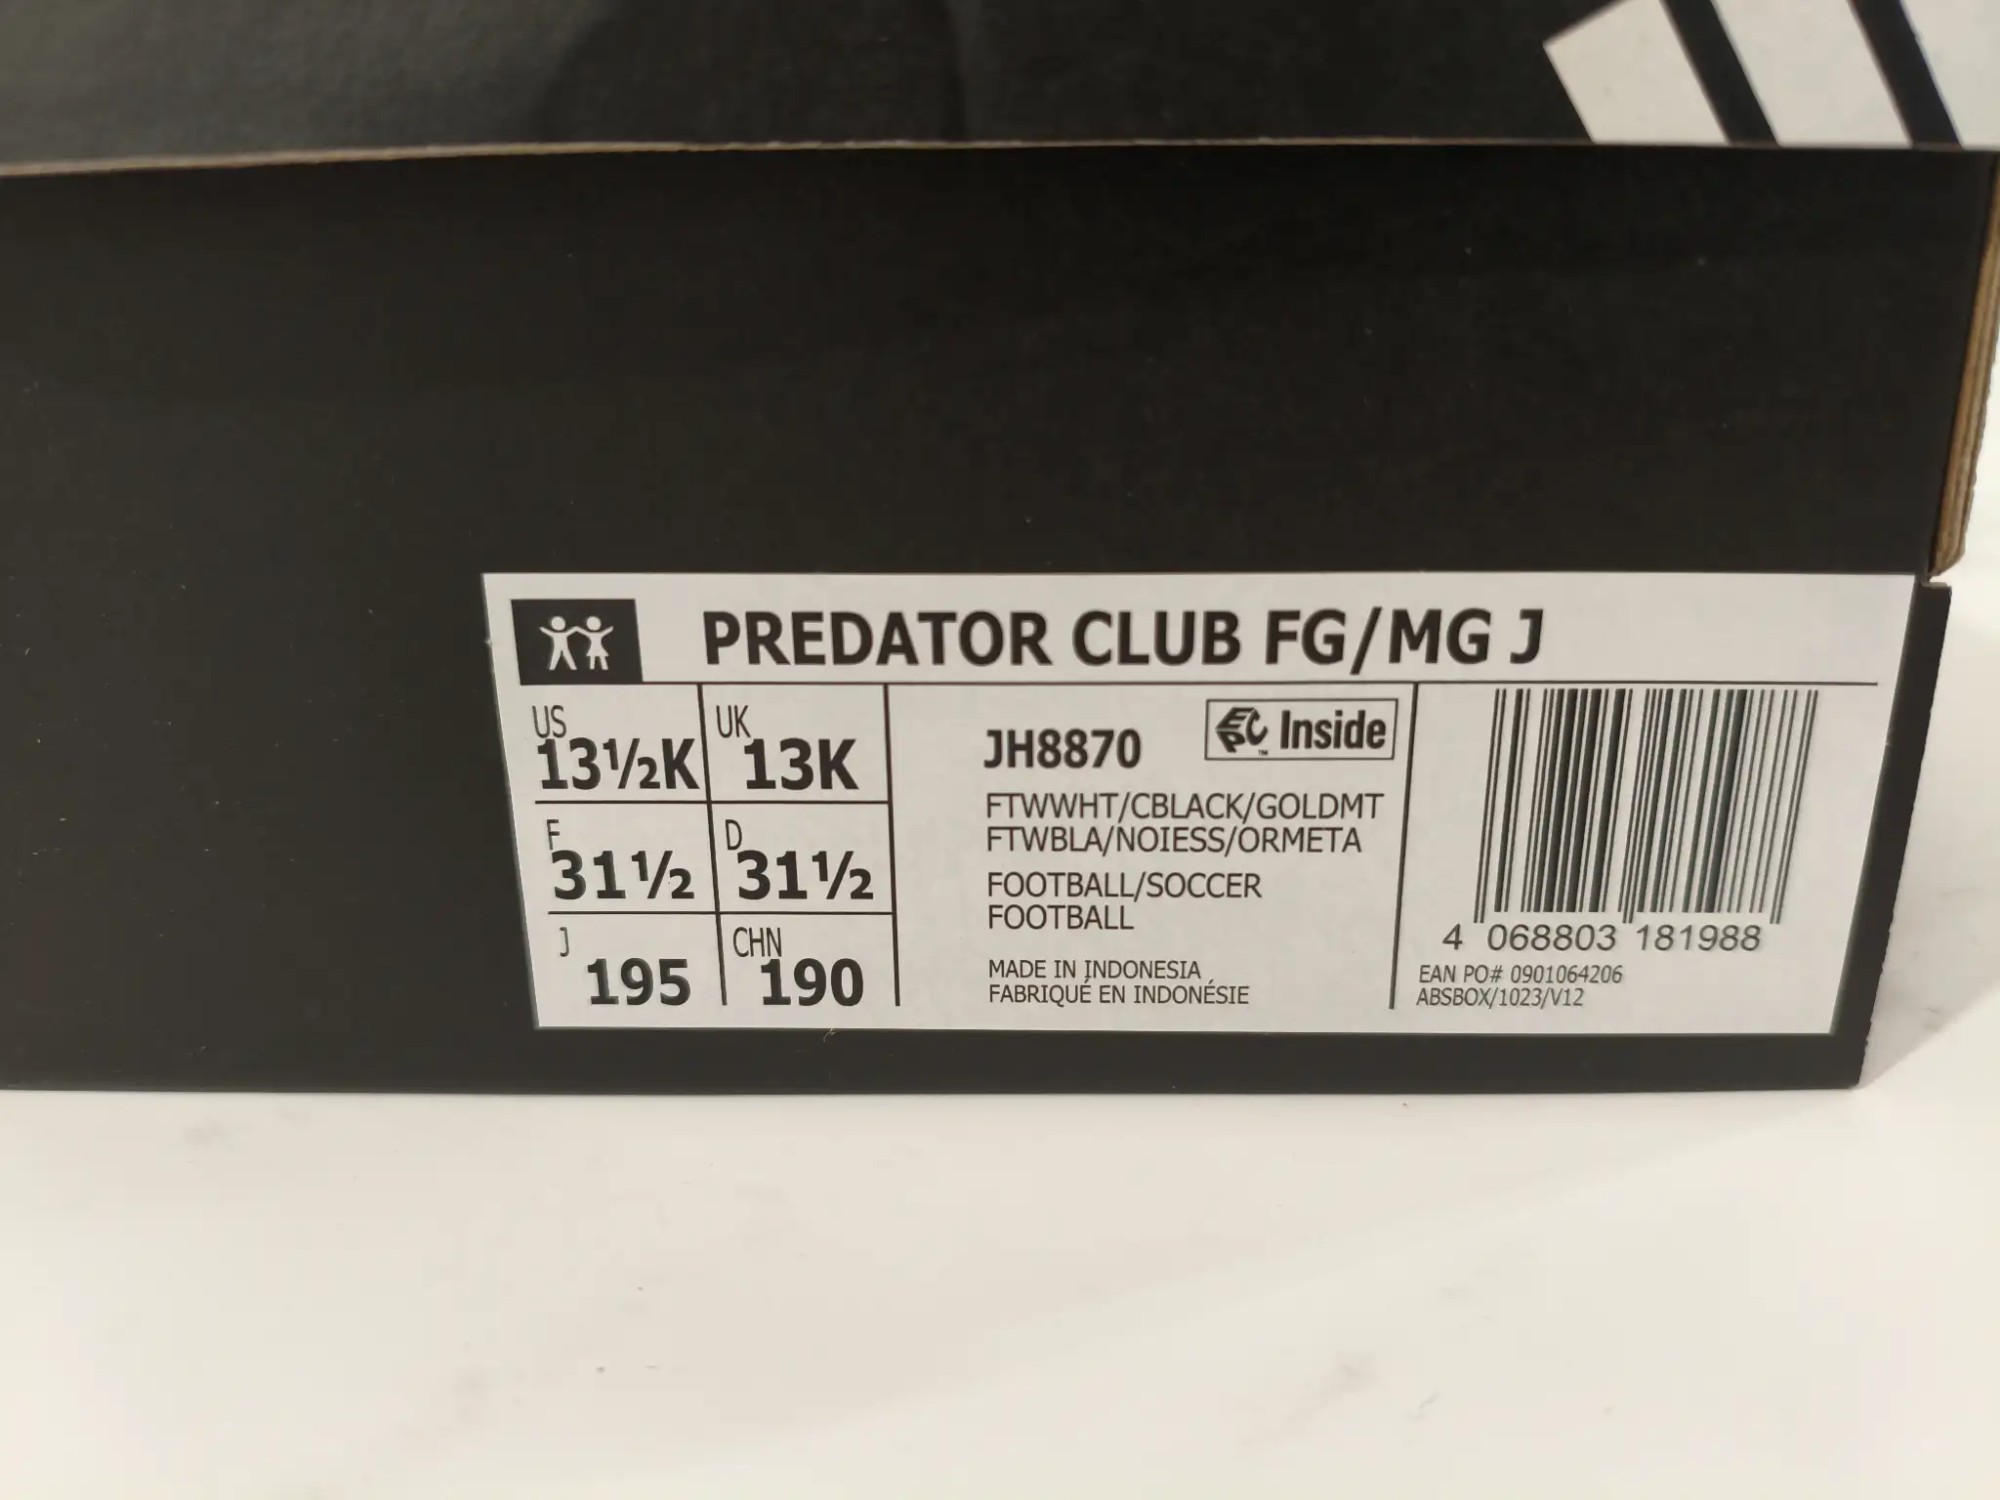 PREDATOR CLUB FG/MG J
US
13½K
UK
13K
F
31½
D
31½
J
195
CHN
190
JH8870
EPC Inside
™
FTWWHT/CBLACK/GOLDMT
FTWBLA/NOIESS/ORMETA
FOOTBALL/SOCCER
FOOTBALL
MADE IN INDONESIA
FABRIQUÉ EN INDONÉSIE
4 068803 181988
EAN PO# 0901064206
ABSBOX/1023/V12